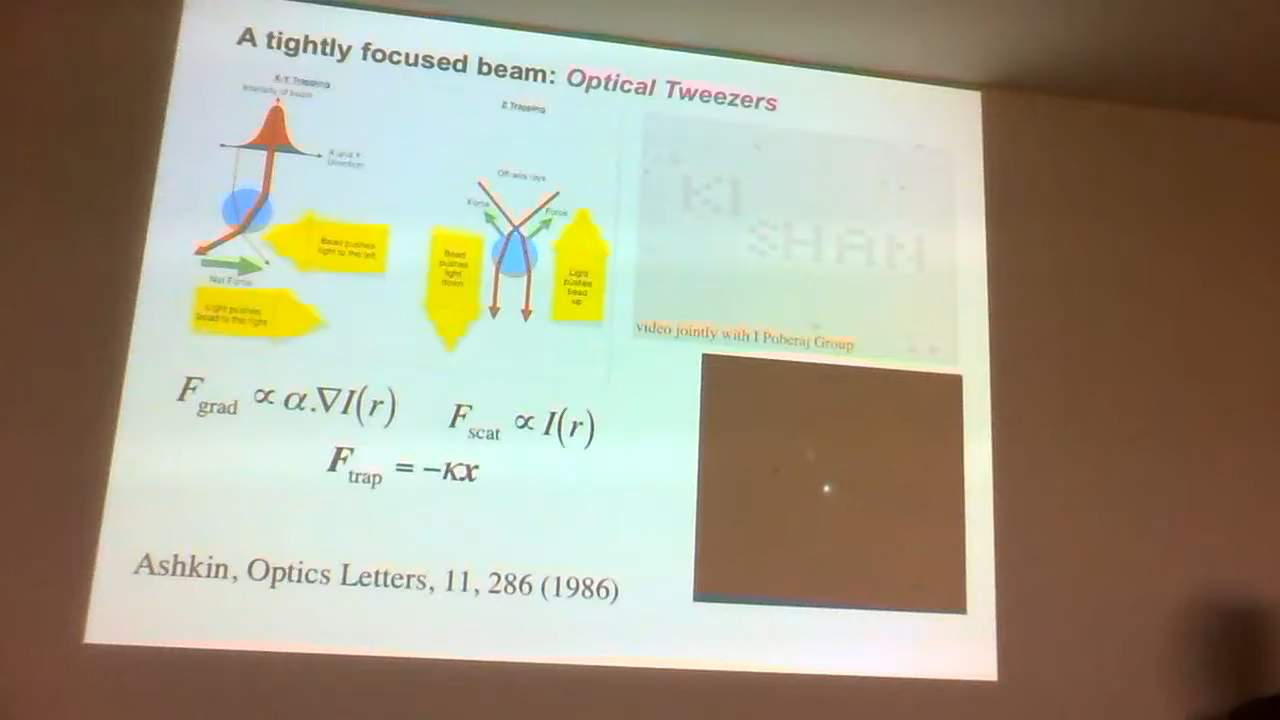 A tightly focused beam: Optical Tweezers
X-Y Trapping
Intensity of beam
X and Y
Direction
Bead pushes
light to the left
Net Force
Light pushes
bead to the right
Z Trapping
Off-axis rays
Force
Force
Bead
pushes
light
down
Light
pushes
bead
up
KI
SHAN
video jointly with I Poberaj Group
F_grad ∝ α.∇I(r)
F_scat ∝ I(r)
F_trap = −κx
Ashkin, Optics Letters, 11, 286 (1986)